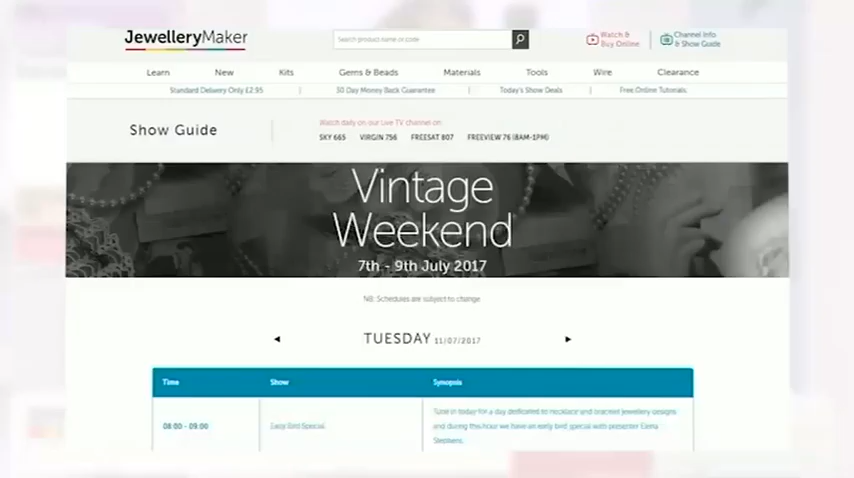 JewelleryMaker
Search product name or code
Watch & Buy Online
Channel Info & Show Guide
Learn New Kits Gems & Beads Materials Tools Wire Clearance
Standard Delivery Only £2.95 | 30 Day Money Back Guarantee | Today's Show Deals | Free Online Tutorials
Show Guide
Watch daily on our Live TV channel on
SKY 665 VIRGIN 756 FREESAT 807 FREEVIEW 76 (8AM-1PM)
Vintage
Weekend
7th - 9th July 2017
NB: Schedules are subject to change
TUESDAY 11/07/2017
Time Show Synopsis
08:00 - 09:00 Early Bird Special
Tune in today for a day dedicated to necklace and bracelet jewellery designs
and during this hour we have an early bird special with presenter
Stephens.